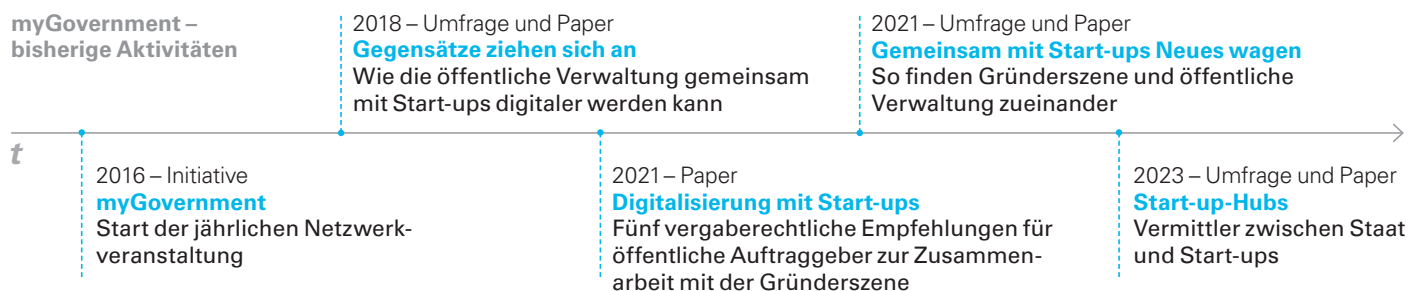 myGovernment –
bisherige Aktivitäten
2018 – Umfrage und Paper
Gegensätze ziehen sich an
Wie die öffentliche Verwaltung gemeinsam
mit Start-ups digitaler werden kann
2021 – Umfrage und Paper
Gemeinsam mit Start-ups Neues wagen
So finden Gründerszene und öffentliche
Verwaltung zueinander
t
2016 – Initiative
myGovernment
Start der jährlichen Netzwerk-
veranstaltung
2021 – Paper
Digitalisierung mit Start-ups
Fünf vergaberechtliche Empfehlungen für
öffentliche Auftraggeber zur Zusammen-
arbeit mit der Gründerszene
2023 – Umfrage und Paper
Start-up-Hubs
Vermittler zwischen Staat
und Start-ups